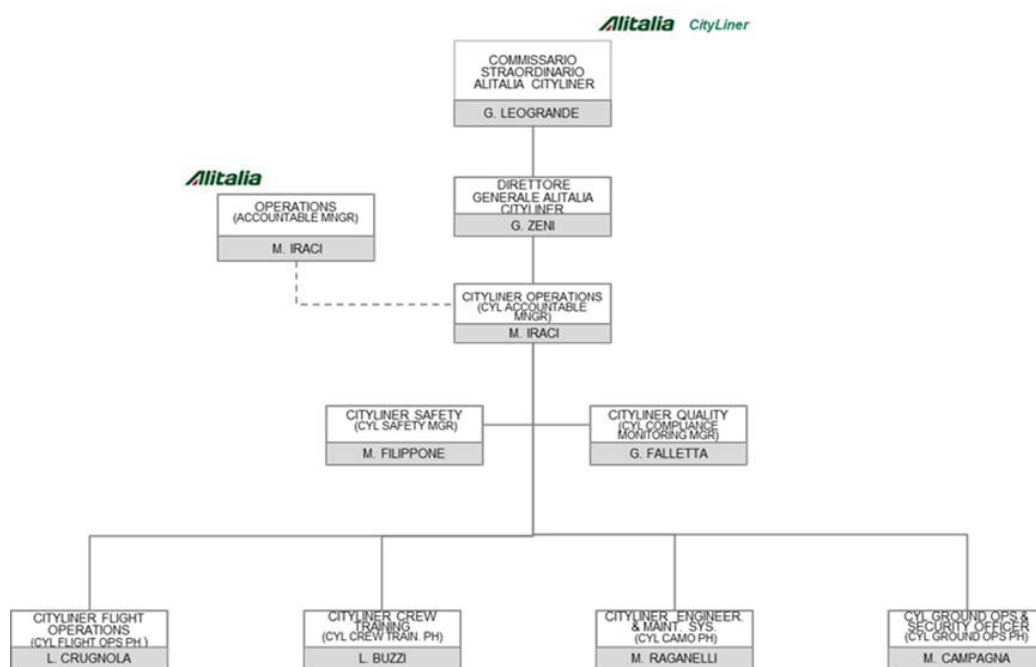 Alitalia CityLiner
COMMISSARIO
STRAORDINARIO
ALITALIA CITYLINER
G. LEOGRANDE
Alitalia
OPERATIONS
(ACCOUNTABLE MNGR)
M. IRACI
DIRETTORE
GENERALE ALITALIA
CITYLINER
G. ZENI
CITYLINER OPERATIONS
(CYL ACCOUNTABLE
MNGR)
M. IRACI
CITYLINER SAFETY
(CYL SAFETY MGR)
M. FILIPPONE
CITYLINER QUALITY
(CYL COMPLIANCE
MONITORING MGR)
G. FALLETTA
CITYLINER FLIGHT
OPERATIONS
(CYL FLIGHT OPS PH.)
L. CRUGNOLA
CITYLINER CREW
TRAINING
(CYL CREW TRAIN. PH)
L. BUZZI
CITYLINER ENGINEER.
& MAINT. SYS.
(CYL CAMO PH)
M. RAGANELLI
CYL GROUND OPS &
SECURITY OFFICER
(CYL GROUND OPS PH)
M. CAMPAGNA